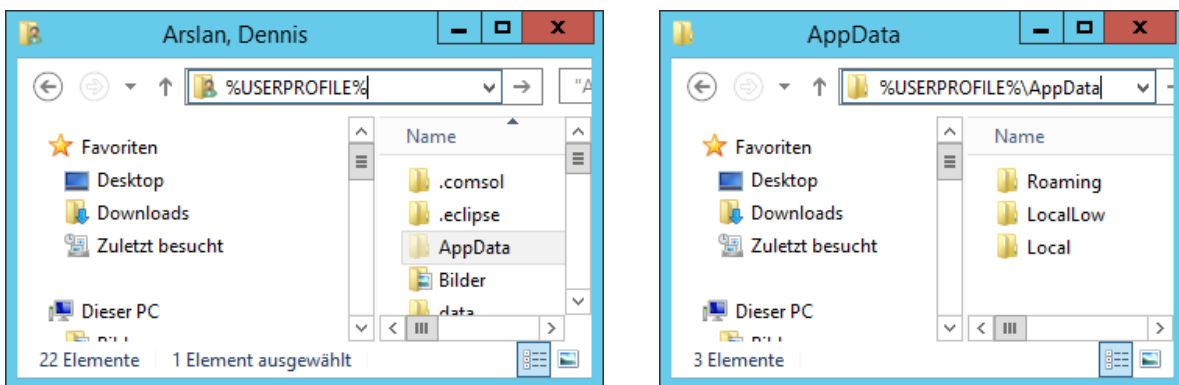 Arslan, Dennis
%USERPROFILE%
"A
Favoriten
Desktop
Downloads
Zuletzt besucht
Dieser PC
Name
.comsol
.eclipse
AppData
Bilder
data
22 Elemente 1 Element ausgewählt
AppData
%USERPROFILE%\AppData
Favoriten
Desktop
Downloads
Zuletzt besucht
Dieser PC
Name
Roaming
LocalLow
Local
3 Elemente